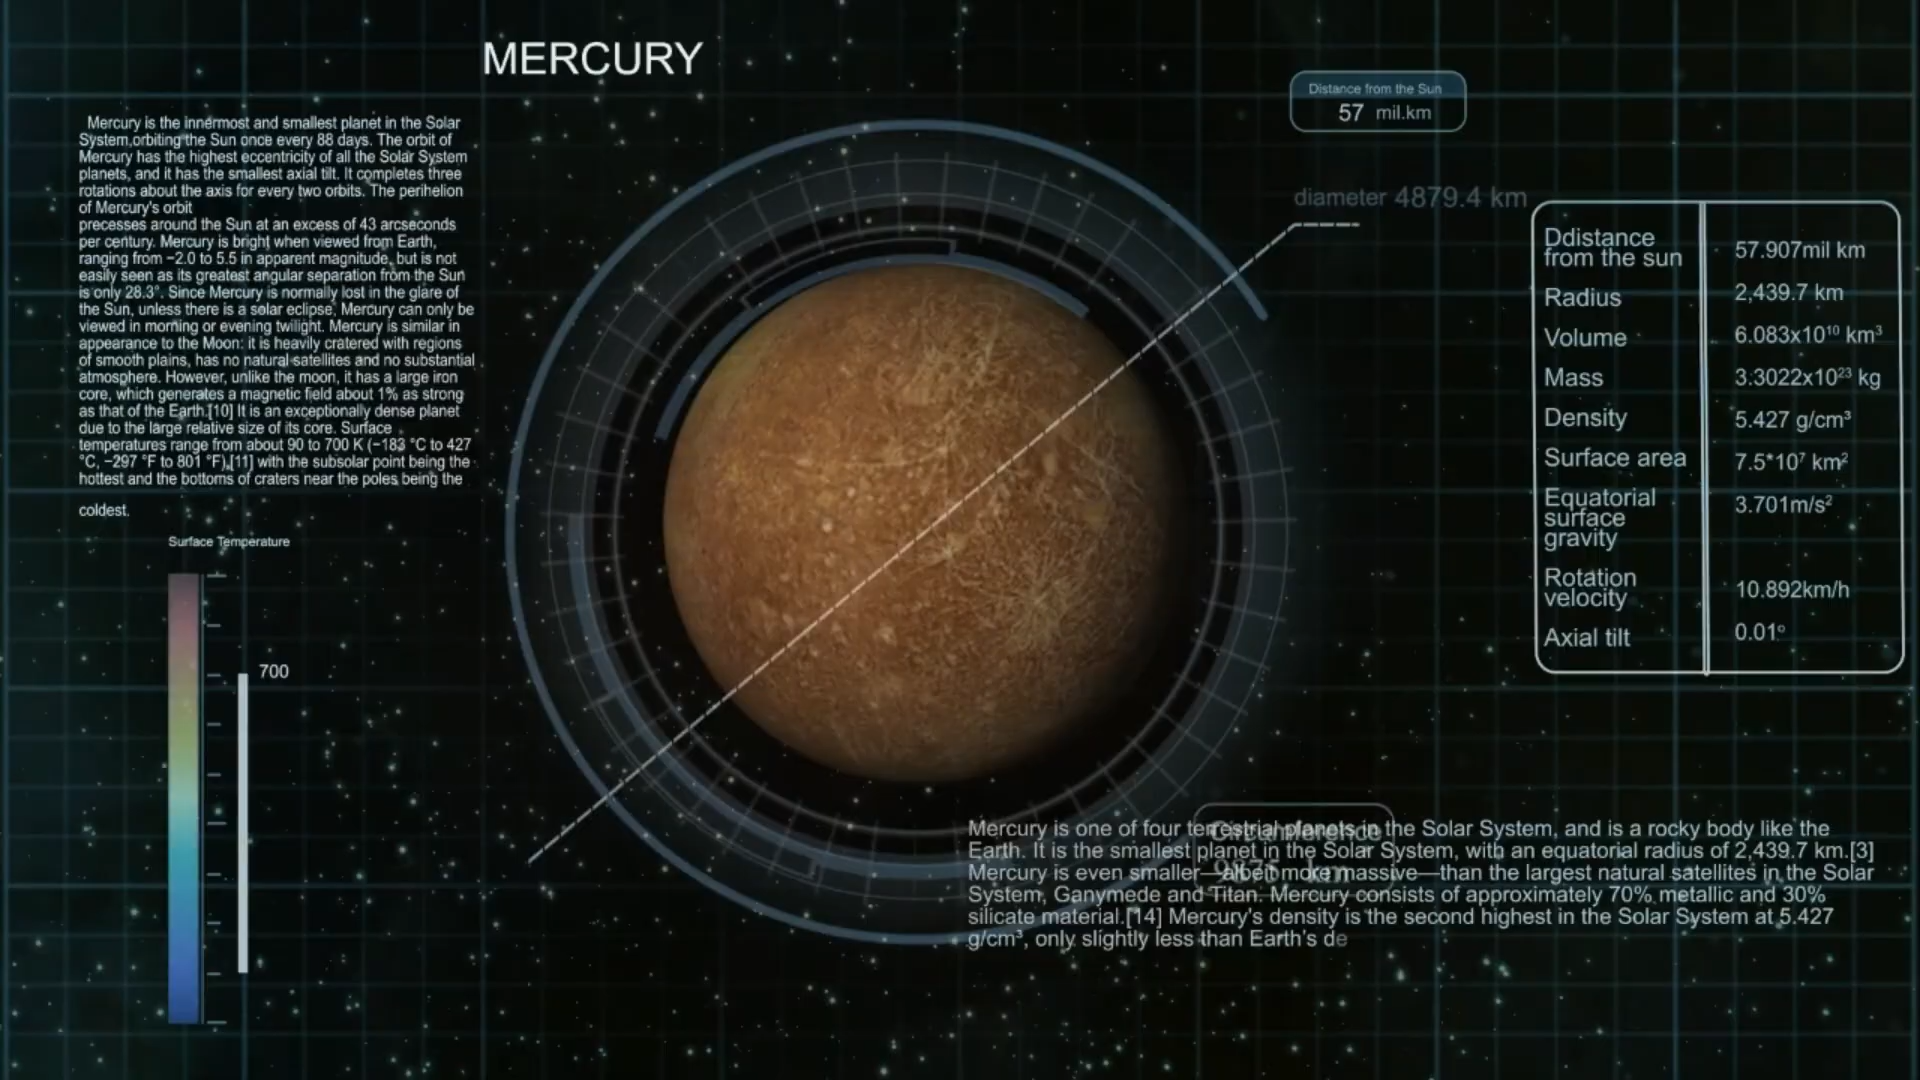 MERCURY
Mercury is the innermost and smallest planet in the Solar
System,orbiting the Sun once every 88 days. The orbit of
Mercury has the highest eccentricity of all the Solar System
planets, and it has the smallest axial tilt. It completes three
rotations about the axis for every two orbits. The perihelion
of Mercury's orbit
precesses around the Sun at an excess of 43 arcseconds
per century. Mercury is bright when viewed from Earth,
ranging from −2.0 to 5.5 in apparent magnitude, but is not
easily seen as its greatest angular separation from the Sun
is only 28.3°. Since Mercury is normally lost in the glare of
the Sun, unless there is a solar eclipse, Mercury can only be
viewed in morning or evening twilight. Mercury is similar in
appearance to the Moon: it is heavily cratered with regions
of smooth plains, has no natural satellites and no substantial
atmosphere. However, unlike the moon, it has a large iron
core, which generates a magnetic field about 1% as strong
as that of the Earth.[10] It is an exceptionally dense planet
due to the large relative size of its core. Surface
temperatures range from about 90 to 700 K (−183 °C to 427
°C, −297 °F to 801 °F),[11] with the subsolar point being the
hottest and the bottoms of craters near the poles being the
coldest.
Surface Temperature
700
Distance from the Sun
57 mil.km
diameter 4879.4 km
Ddistance
from the sun
57.907mil km
Radius
2,439.7 km
Volume
6.083x10¹⁰ km³
Mass
3.3022x10²³ kg
Density
5.427 g/cm³
Surface area
7.5*10⁷ km²
Equatorial
surface
gravity
3.701m/s²
Rotation
velocity
10.892km/h
Axial tilt
0.01°
Circumference
km
Mercury is one of four terrestrial planets in the Solar System, and is a rocky body like the
Earth. It is the smallest planet in the Solar System, with an equatorial radius of 2,439.7 km.[3]
Mercury is even smaller—albeit more massive—than the largest natural satellites in the Solar
System, Ganymede and Titan. Mercury consists of approximately 70% metallic and 30%
silicate material.[14] Mercury's density is the second highest in the Solar System at 5.427
g/cm³, only slightly less than Earth's de